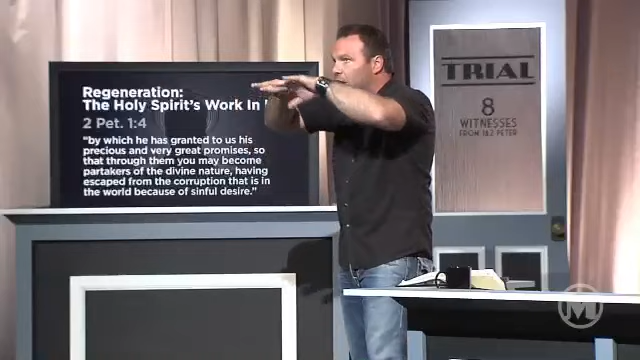 Regeneration:
The Holy Spirit's Work In
2 Pet. 1:4
"by which he has granted to us his
precious and very great promises, so
that through them you may become
partakers of the divine nature, having
escaped from the corruption that is in
the world because of sinful desire."
TRIAL
8
WITNESSES
FROM 1&2 PETER
M